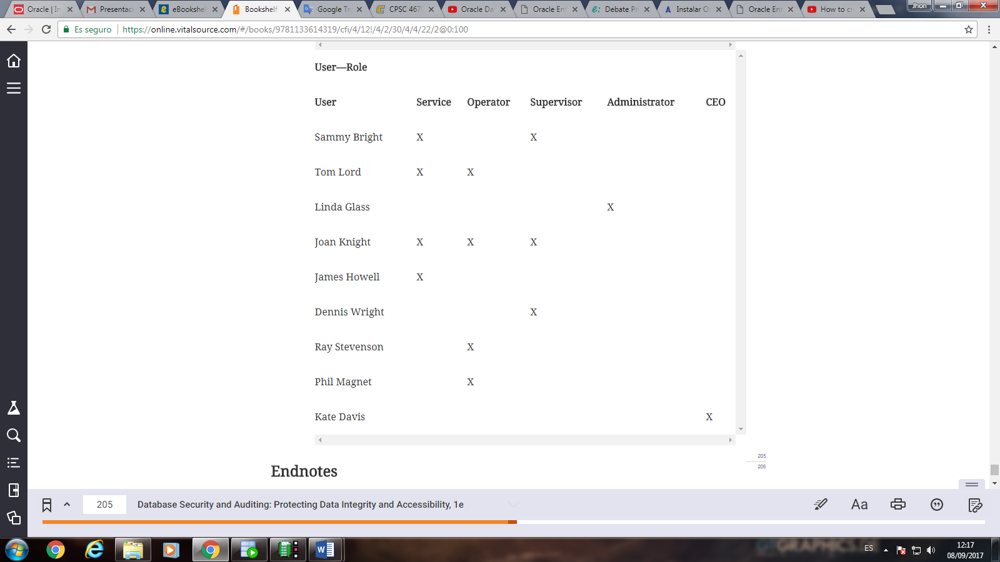 Oracle | In
Presentaci
eBookshel
Bookshelf
Google Tr
CPSC 467
Oracle Da
Oracle Ent
Debate Pr
Instalar O
Oracle Ent
How to cr
Jhon
Es seguro
https://online.vitalsource.com/#/books/9781133614319/cfi/4/12!/4/2/30/4/4/22/2@0:100
User—Role
User Service Operator Supervisor Administrator CEO
Sammy Bright X X
Tom Lord X X
Linda Glass X
Joan Knight X X X
James Howell X
Dennis Wright X
Ray Stevenson X
Phil Magnet X
Kate Davis X
205
206
Endnotes
205 Database Security and Auditing: Protecting Data Integrity and Accessibility, 1e Aa
ES
12:17
08/09/2017